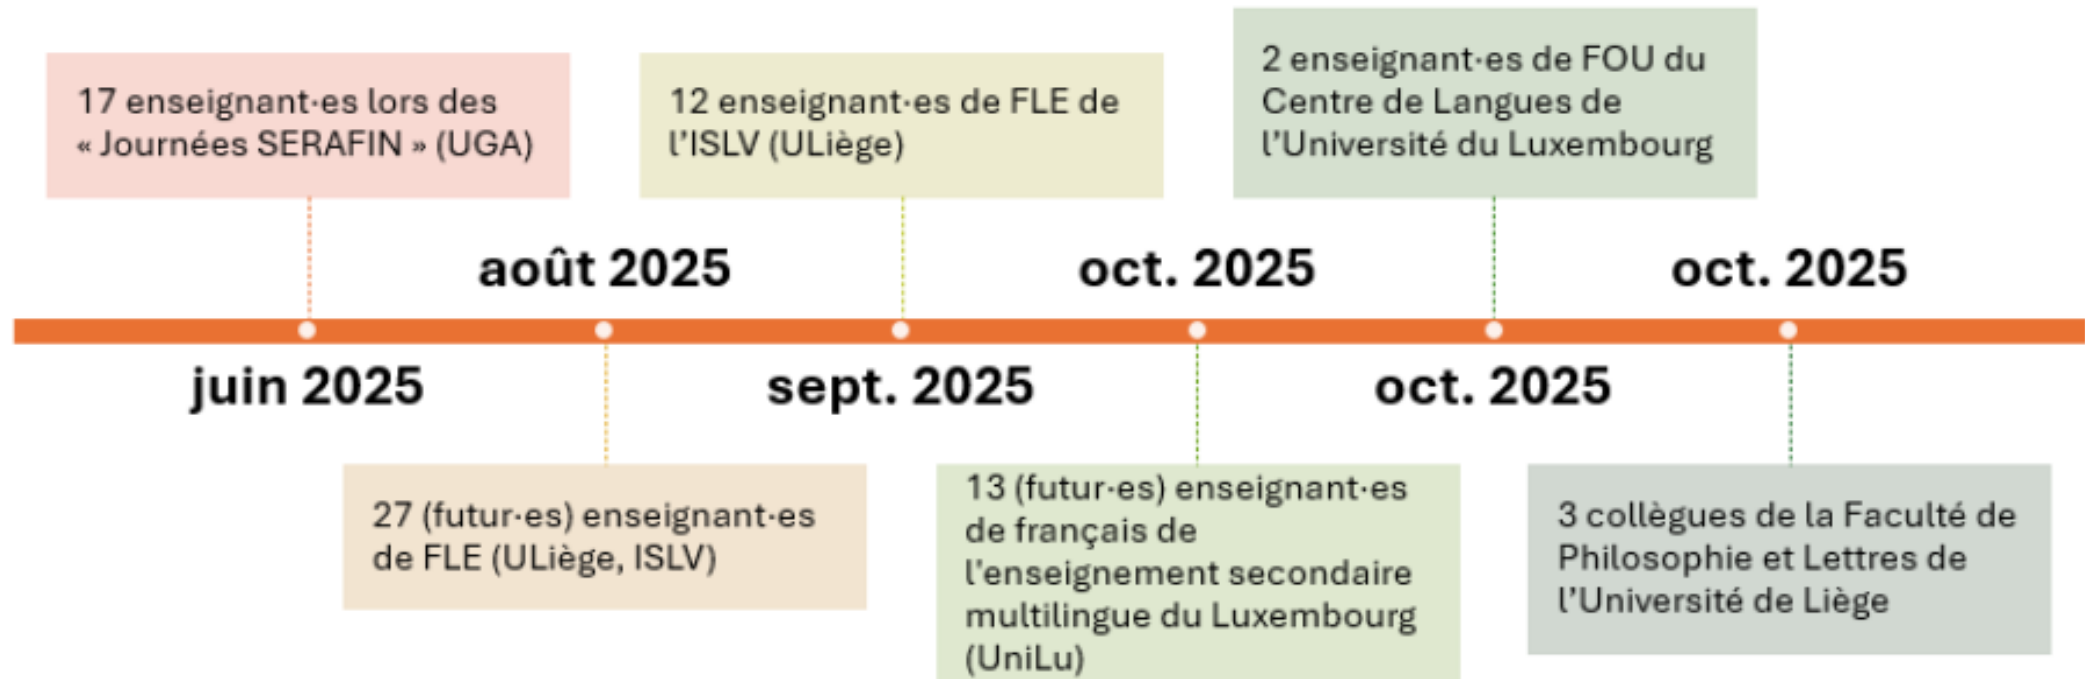 17 enseignant·es lors des
« Journées SERAFIN » (UGA)
12 enseignant·es de FLE de
l’ISLV (ULiège)
2 enseignant·es de FOU du
Centre de Langues de
l’Université du Luxembourg
août 2025
oct. 2025
oct. 2025
juin 2025
sept. 2025
oct. 2025
27 (futur·es) enseignant·es
de FLE (ULiège, ISLV)
13 (futur·es) enseignant·es
de français de
l'enseignement secondaire
multilingue du Luxembourg
(UniLu)
3 collègues de la Faculté de
Philosophie et Lettres de
l’Université de Liège